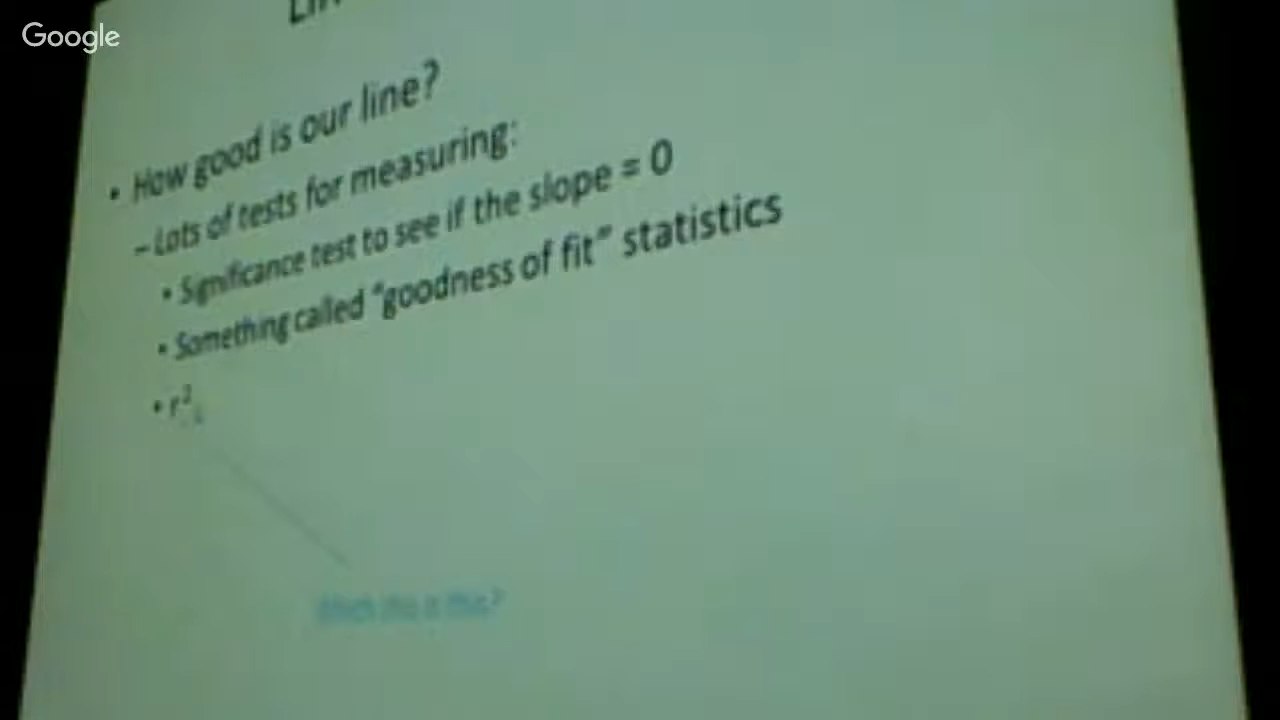 Google
• How good is our line?
– Lots of tests for measuring:
• Significance test to see if the slope = 0
• Something called “goodness of fit” statistics
• r²
this?